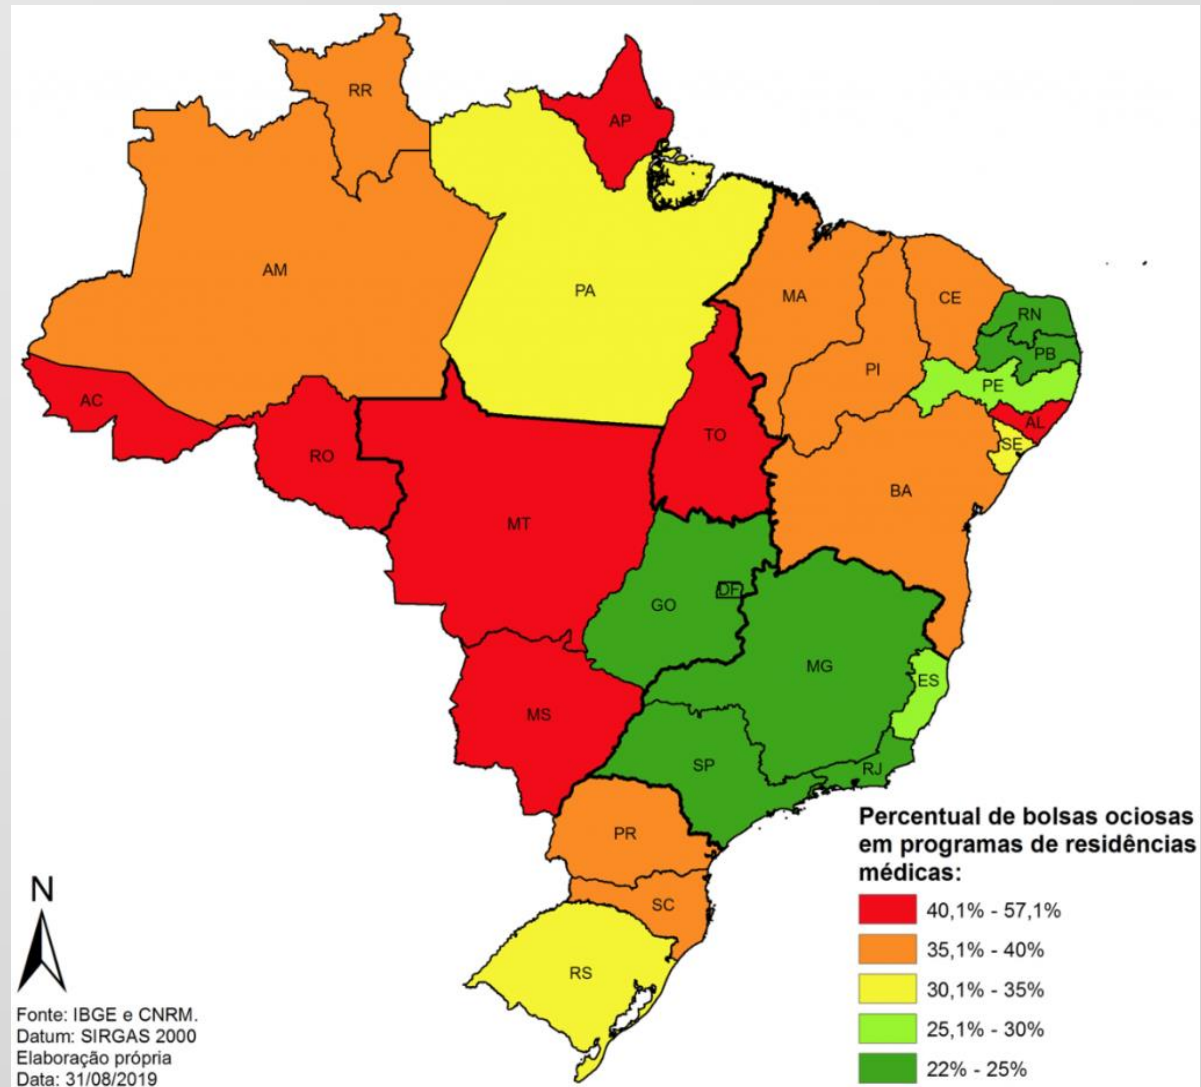 RR
AP
AM
PA
MA
CE
RN
PB
PI
PE
AC
AL
TO
SE
RO
BA
MT
DF
GO
MG
ES
MS
SP
RJ
PR
SC
RS
Percentual de bolsas ociosas
em programas de residências
médicas:
40,1% - 57,1%
35,1% - 40%
30,1% - 35%
25,1% - 30%
22% - 25%
N
Fonte: IBGE e CNRM.
Datum: SIRGAS 2000
Elaboração própria
Data: 31/08/2019